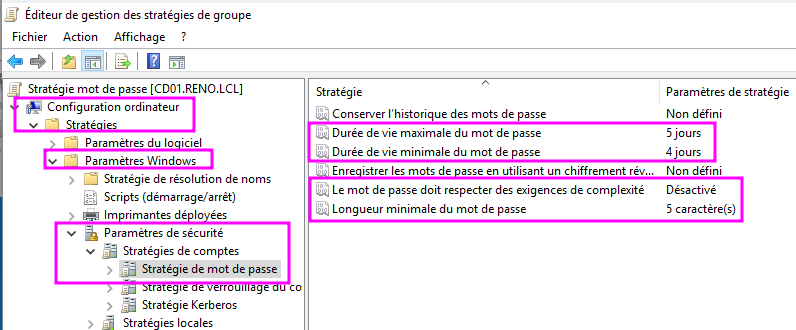 Éditeur de gestion des stratégies de groupe
Fichier Action Affichage ?
Stratégie mot de passe [CD01.RENO.LCL]
Configuration ordinateur
Stratégies
Paramètres du logiciel
Paramètres Windows
Stratégie de résolution de noms
Scripts (démarrage/arrêt)
Imprimantes déployées
Paramètres de sécurité
Stratégies de comptes
Stratégie de mot de passe
Stratégie de verrouillage du co
Stratégie Kerberos
Stratégies locales
Stratégie Paramètres de stratégie
Conserver l'historique des mots de passe Non défini
Durée de vie maximale du mot de passe 5 jours
Durée de vie minimale du mot de passe 4 jours
Enregistrer les mots de passe en utilisant un chiffrement rév... Non défini
Le mot de passe doit respecter des exigences de complexité Désactivé
Longueur minimale du mot de passe 5 caractère(s)